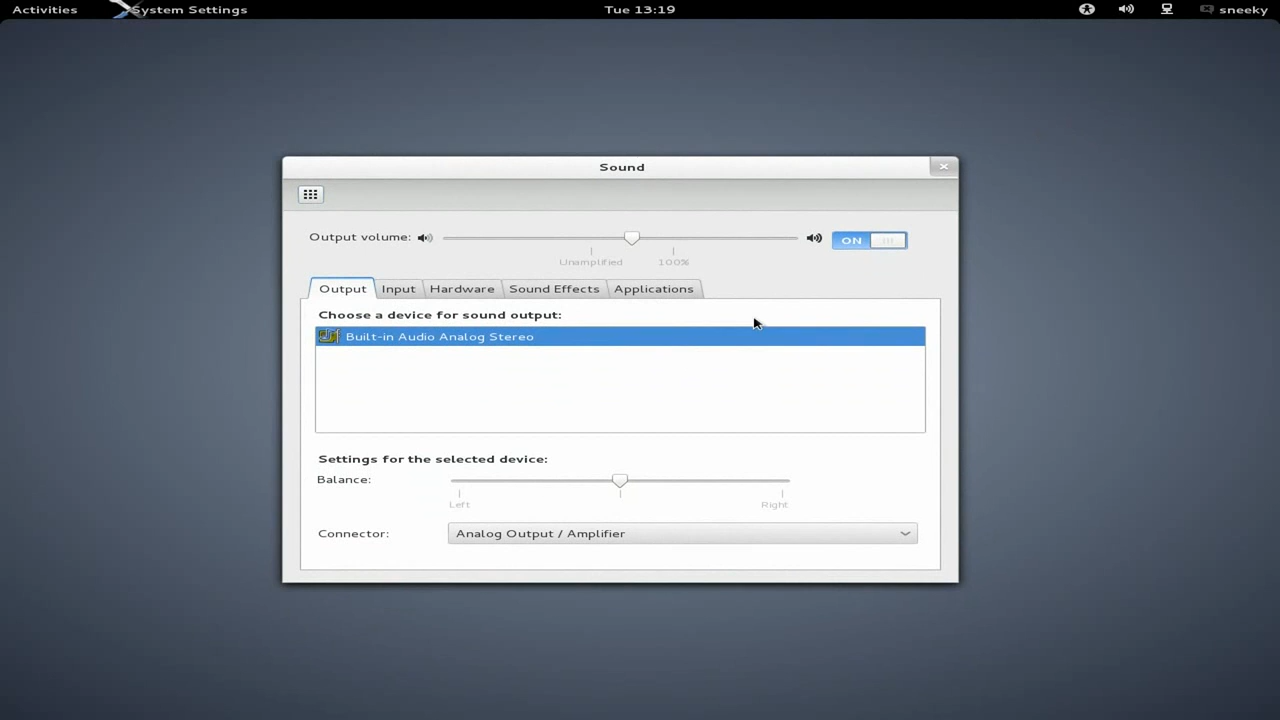 Activities System Settings Tue 13:19 sneeky
Sound
Output volume: ON
Unamplified 100%
Output Input Hardware Sound Effects Applications
Choose a device for sound output:
Built-in Audio Analog Stereo
Settings for the selected device:
Balance:
Left Right
Connector: Analog Output / Amplifier